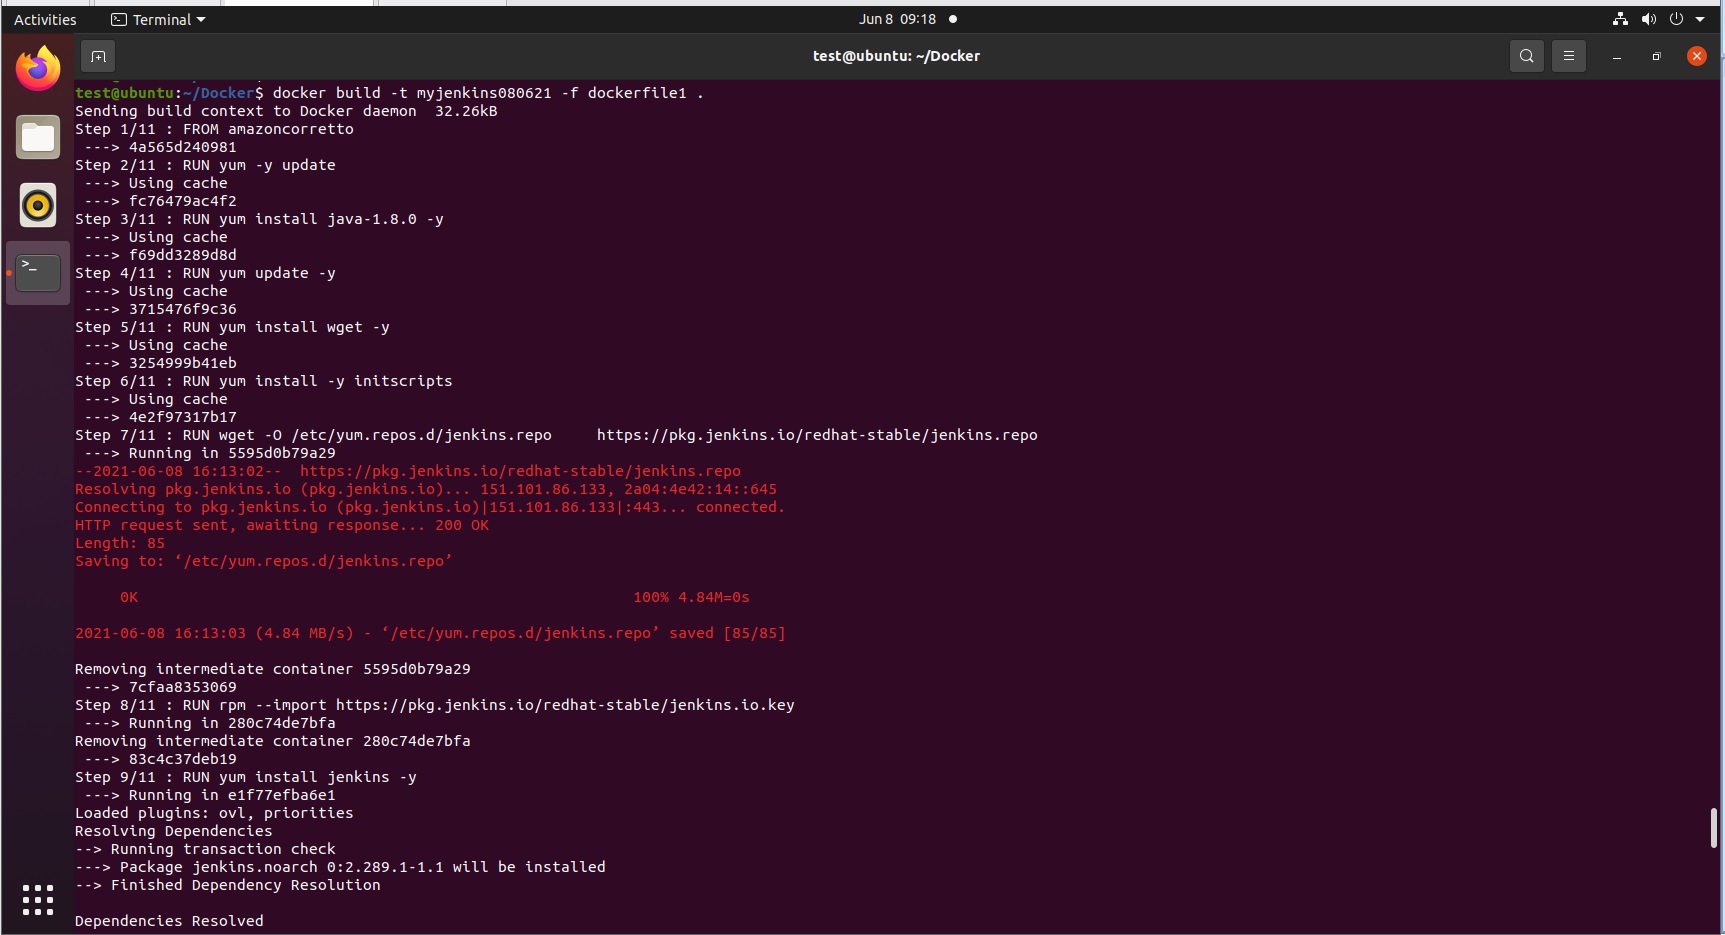 Activities
Terminal
Jun 8 09:18
test@ubuntu: ~/Docker
test@ubuntu:~/Docker$ docker build -t myjenkins080621 -f dockerfile1 .
Sending build context to Docker daemon  32.26kB
Step 1/11 : FROM amazoncorretto
 ---> 4a565d240981
Step 2/11 : RUN yum -y update
 ---> Using cache
 ---> fc76479ac4f2
Step 3/11 : RUN yum install java-1.8.0 -y
 ---> Using cache
 ---> f69dd3289d8d
Step 4/11 : RUN yum update -y
 ---> Using cache
 ---> 3715476f9c36
Step 5/11 : RUN yum install wget -y
 ---> Using cache
 ---> 3254999b41eb
Step 6/11 : RUN yum install -y initscripts
 ---> Using cache
 ---> 4e2f97317b17
Step 7/11 : RUN wget -O /etc/yum.repos.d/jenkins.repo     https://pkg.jenkins.io/redhat-stable/jenkins.repo
 ---> Running in 5595d0b79a29
--2021-06-08 16:13:02--  https://pkg.jenkins.io/redhat-stable/jenkins.repo
Resolving pkg.jenkins.io (pkg.jenkins.io)... 151.101.86.133, 2a04:4e42:14::645
Connecting to pkg.jenkins.io (pkg.jenkins.io)|151.101.86.133|:443... connected.
HTTP request sent, awaiting response... 200 OK
Length: 85
Saving to: ‘/etc/yum.repos.d/jenkins.repo’
     0K                                                       100% 4.84M=0s
2021-06-08 16:13:03 (4.84 MB/s) - ‘/etc/yum.repos.d/jenkins.repo’ saved [85/85]
Removing intermediate container 5595d0b79a29
 ---> 7cfaa8353069
Step 8/11 : RUN rpm --import https://pkg.jenkins.io/redhat-stable/jenkins.io.key
 ---> Running in 280c74de7bfa
Removing intermediate container 280c74de7bfa
 ---> 83c4c37deb19
Step 9/11 : RUN yum install jenkins -y
 ---> Running in e1f77efba6e1
Loaded plugins: ovl, priorities
Resolving Dependencies
--> Running transaction check
---> Package jenkins.noarch 0:2.289.1-1.1 will be installed
--> Finished Dependency Resolution
Dependencies Resolved